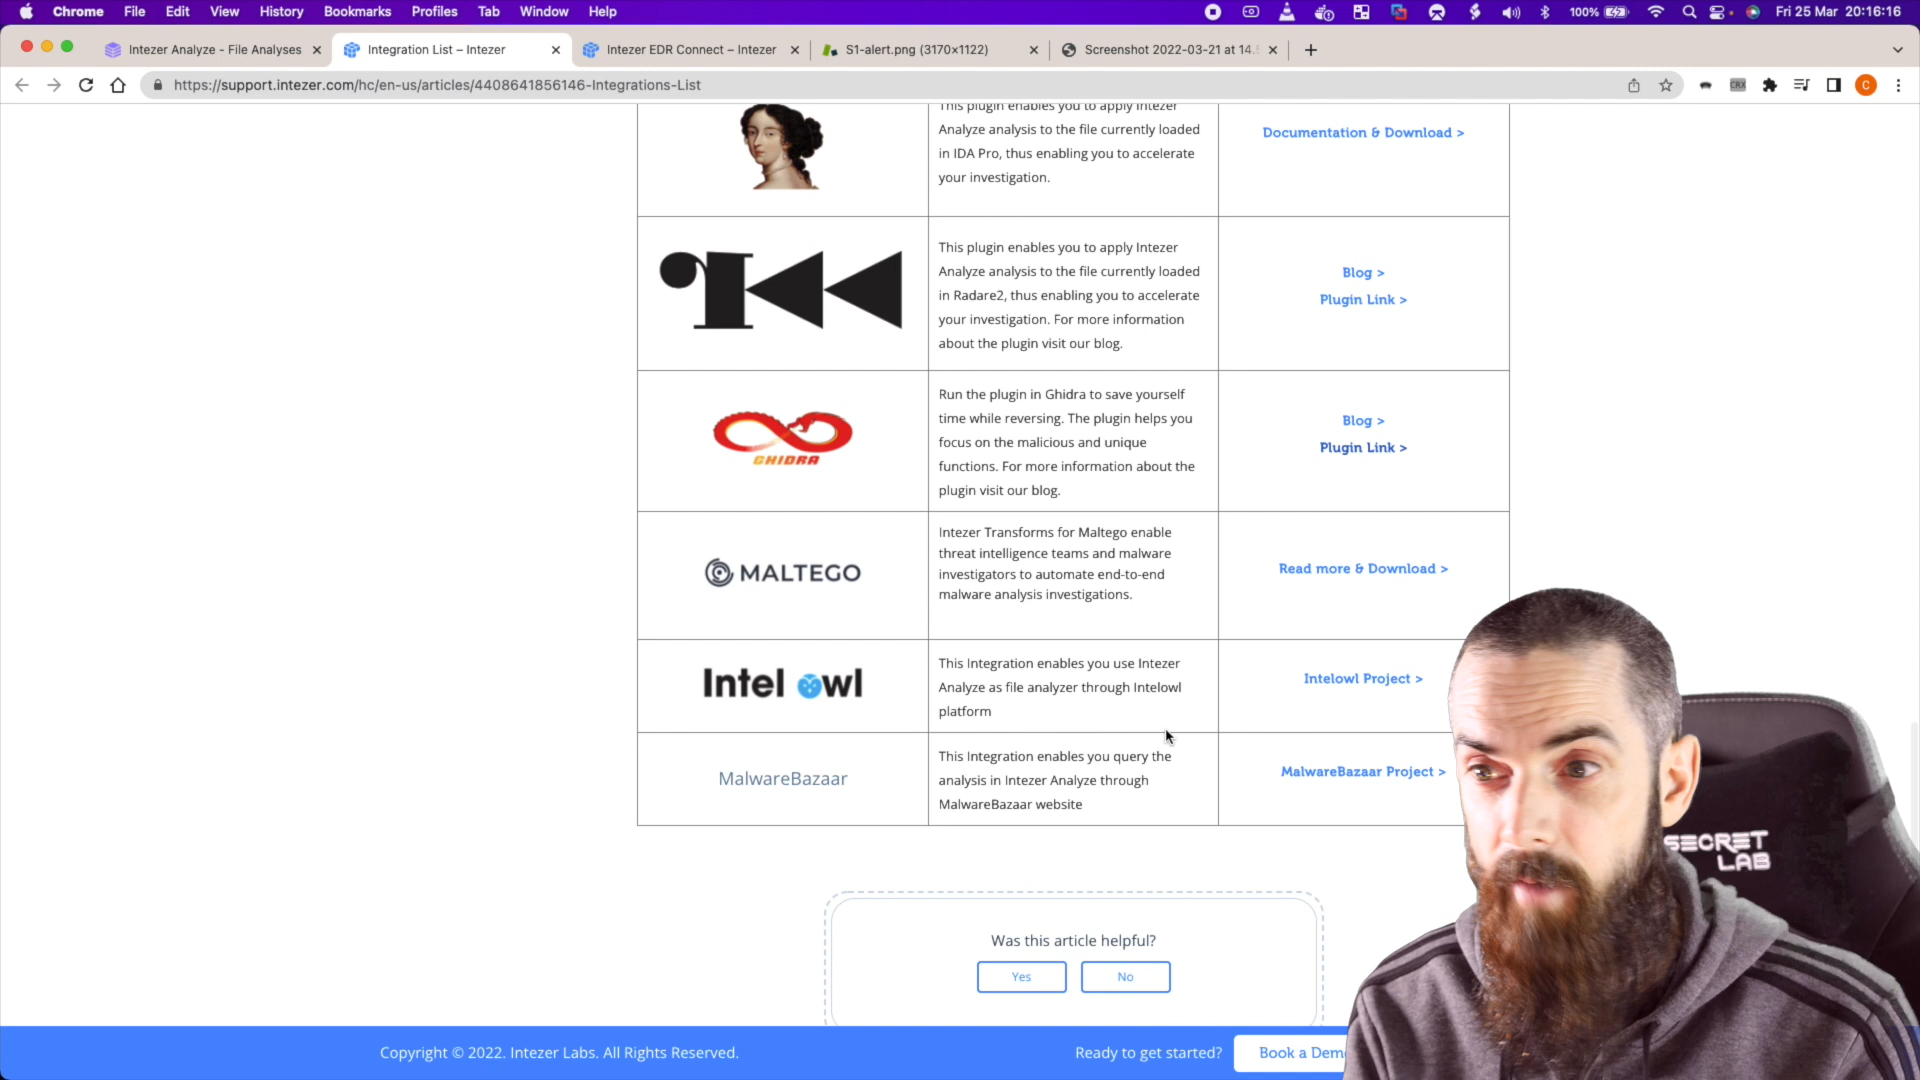 Chrome File Edit View History Bookmarks Profiles Tab Window Help 100% Fri 25 Mar 20:16:16
Intezer Analyze - File Analyses
Integration List – Intezer
Intezer EDR Connect – Intezer
S1-alert.png (3170×1122)
Screenshot 2022-03-21 at 14.
https://support.intezer.com/hc/en-us/articles/4408641856146-Integrations-List
CRX
C
This plugin enables you to apply Intezer
Analyze analysis to the file currently loaded
in IDA Pro, thus enabling you to accelerate
your investigation.
Documentation & Download >
This plugin enables you to apply Intezer
Analyze analysis to the file currently loaded
in Radare2, thus enabling you to accelerate
your investigation. For more information
about the plugin visit our blog.
Blog >
Plugin Link >
GHIDRA
Run the plugin in Ghidra to save yourself
time while reversing. The plugin helps you
focus on the malicious and unique
functions. For more information about the
plugin visit our blog.
Blog >
Plugin Link >
MALTEGO
Intezer Transforms for Maltego enable
threat intelligence teams and malware
investigators to automate end-to-end
malware analysis investigations.
Read more & Download >
Intel Owl
This Integration enables you use Intezer
Analyze as file analyzer through Intelowl
platform
Intelowl Project >
MalwareBazaar
This Integration enables you query the
analysis in Intezer Analyze through
MalwareBazaar website
MalwareBazaar Project >
SECRET
LAB
Was this article helpful?
Yes No
Copyright © 2022. Intezer Labs. All Rights Reserved.
Ready to get started?
Book a Demo